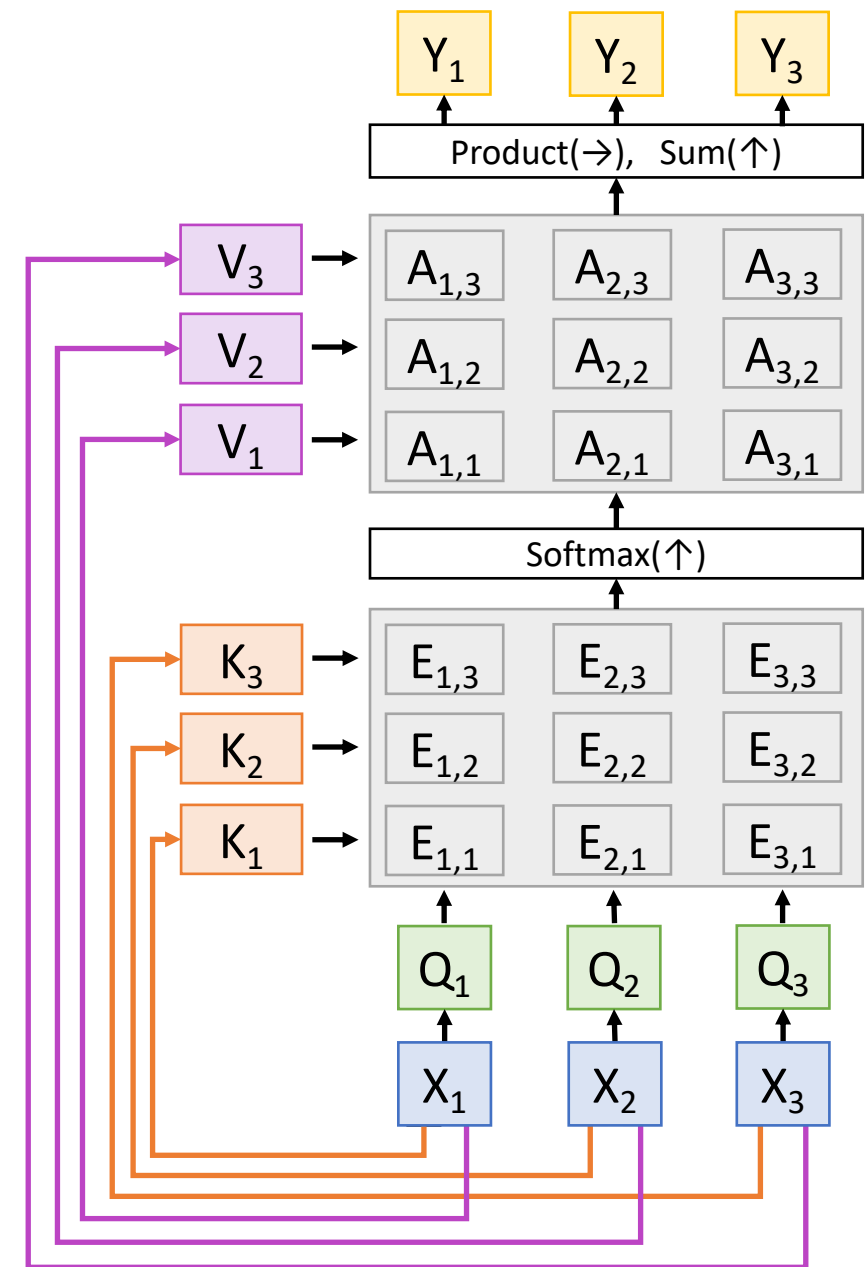 Y1 Y2 Y3
Product(→), Sum(↑)
V3 A1,3 A2,3 A3,3
V2 A1,2 A2,2 A3,2
V1 A1,1 A2,1 A3,1
Softmax(↑)
K3 E1,3 E2,3 E3,3
K2 E1,2 E2,2 E3,2
K1 E1,1 E2,1 E3,1
Q1 Q2 Q3
X1 X2 X3